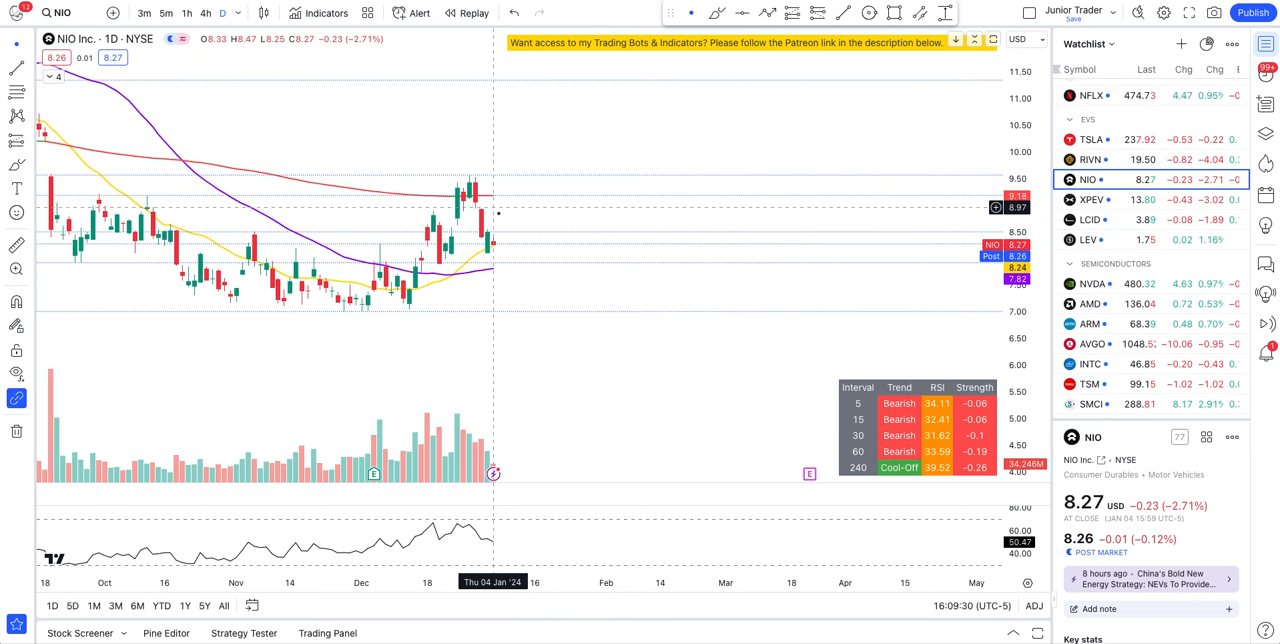 12
NIO
3m 5m 1h 4h D
Indicators
Alert
Replay
Junior Trader
Save
Publish
NIO Inc. · 1D · NYSE
O8.33 H8.47 L8.25 C8.27 −0.23 (−2.71%)
8.26 0.01 8.27
4
Want access to my Trading Bots & Indicators? Please follow the Patreon link in the description below.
USD
11.50
11.00
10.50
10.00
9.50
9.18
8.97
8.50
NIO 8.27
Post 8.26
8.24
7.82
7.00
6.50
6.00
5.50
5.00
4.50
34.246M
4.00
Interval Trend RSI Strength
5 Bearish 34.11 -0.06
15 Bearish 32.41 -0.06
30 Bearish 31.62 -0.1
60 Bearish 33.59 -0.19
240 Cool-Off 39.52 -0.26
E
E
80.00
60.00
50.47
40.00
18 Oct 16 Nov 14 Dec 18 Thu 04 Jan '24 16 Feb 14 Mar 18 Apr 15 May
1D 5D 1M 3M 6M YTD 1Y 5Y All
16:09:30 (UTC-5) ADJ
Stock Screener Pine Editor Strategy Tester Trading Panel
Watchlist
Symbol Last Chg Chg
NFLX 474.73 4.47 0.95%
EVS
TSLA 237.92 −0.53 −0.22
RIVN 19.50 −0.82 −4.04
NIO 8.27 −0.23 −2.71
XPEV 13.80 −0.43 −3.02
LCID 3.89 −0.08 −1.89
LEV 1.75 0.02 1.16%
SEMICONDUCTORS
NVDA 480.32 4.63 0.97%
AMD 136.04 0.72 0.53%
ARM 68.39 0.48 0.70%
AVGO 1048.52 −10.06 −0.95
INTC 46.85 −0.20 −0.43
TSM 99.15 −1.02 −1.02
SMCI 288.81 8.17 2.91%
NIO
77
NIO Inc. · NYSE
Consumer Durables · Motor Vehicles
8.27 USD −0.23 (−2.71%)
AT CLOSE (JAN 04 15:59 UTC-5)
8.26 −0.01 (−0.12%)
POST MARKET
8 hours ago · China's Bold New
Energy Strategy: NEVs To Provide...
Add note
Key stats
99+
1